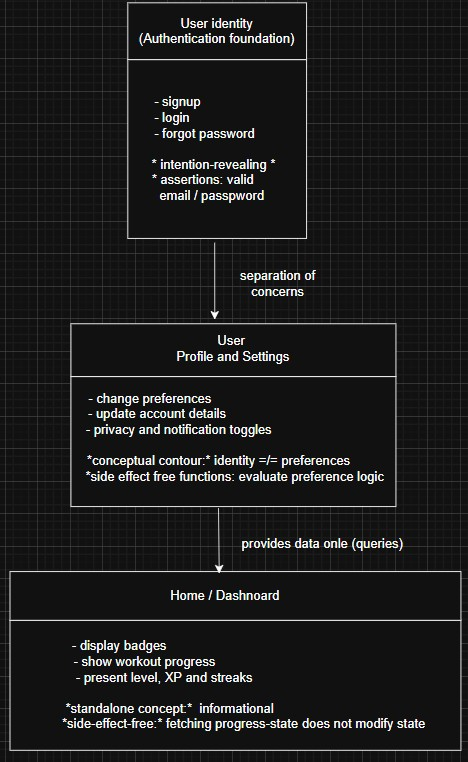 User identity
(Authentication foundation)
- signup
- login
- forgot password
* intention-revealing *
* assertions: valid
email / passpword
separation of
concerns
User
Profile and Settings
- change preferences
- update account details
- privacy and notification toggles
*conceptual contour:* identity =/= preferences
*side effect free functions: evaluate preference logic
provides data onle (queries)
Home / Dashnoard
- display badges
- show workout progress
- present level, XP and streaks
*standalone concept:* informational
*side-effect-free:* fetching progress-state does not modify state